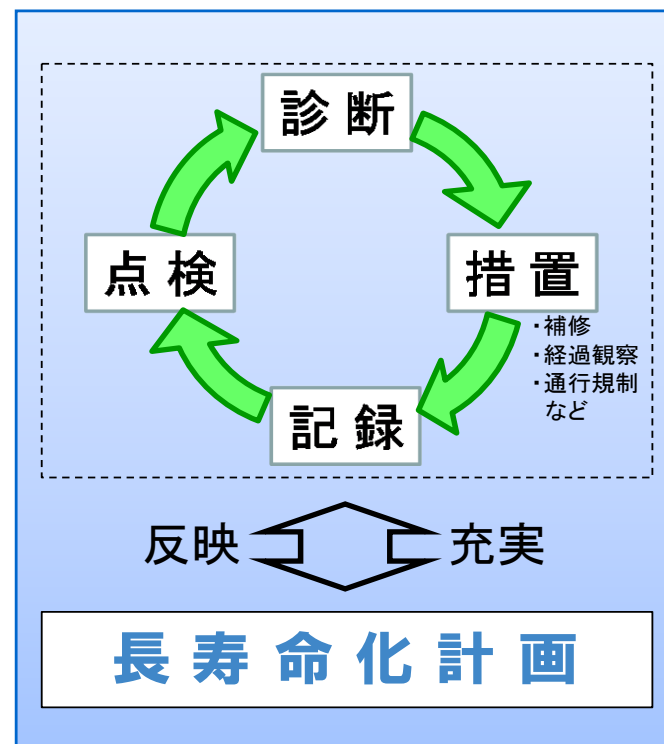 診断
点検
措置
・補修
・経過観察
・通行規制
など
記録
反映
充実
長寿命化計画